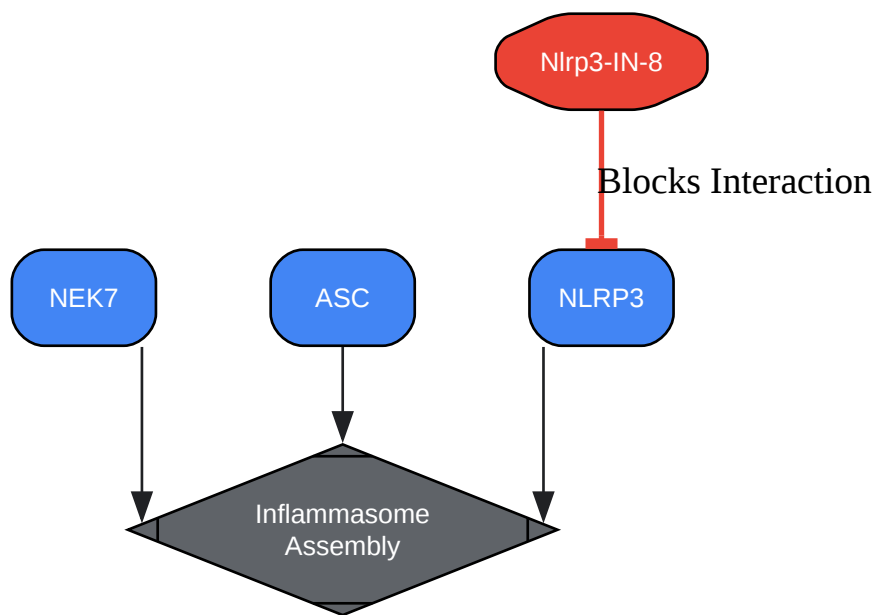 Nlrp3-IN-8
Blocks Interaction
NEK7
ASC
NLRP3
Inflammasome
Assembly